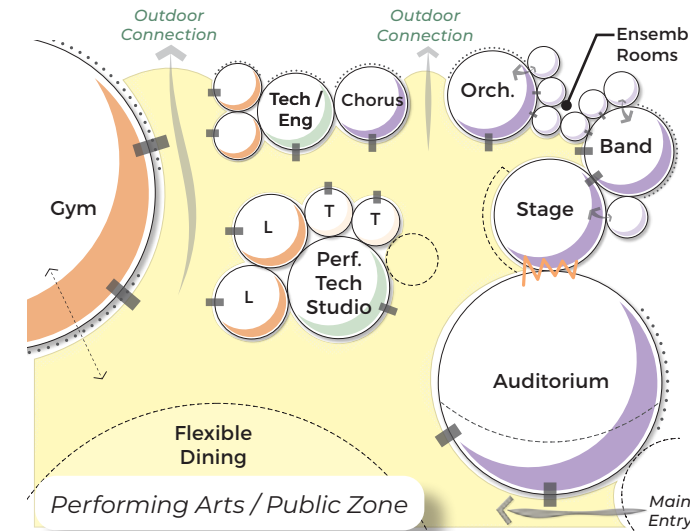 Outdoor
Connection
Outdoor
Connection
Ensemb
Rooms
Tech /
Eng
Chorus
Orch.
Band
Gym
L
T
T
Stage
Perf.
Tech
Studio
L
Auditorium
Flexible
Dining
Performing Arts / Public Zone
Main
Entry